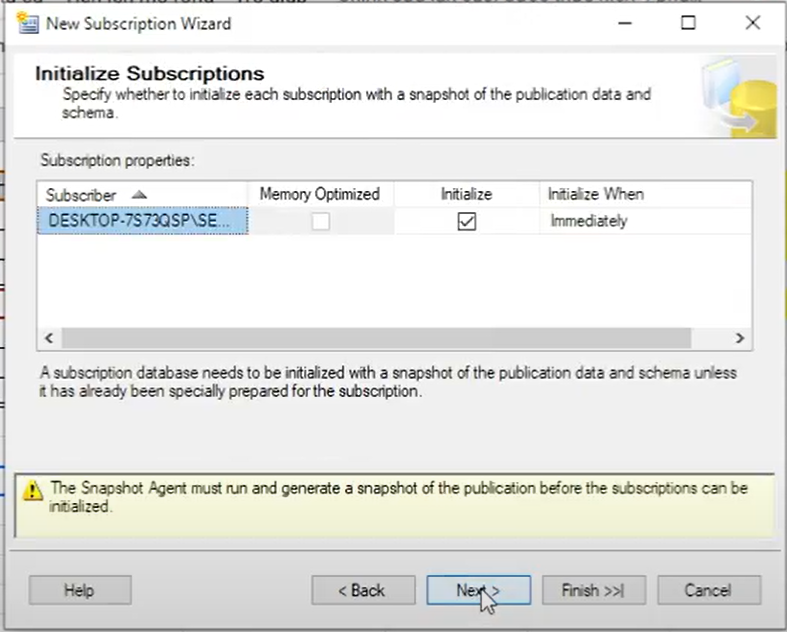 New Subscription Wizard
Initialize Subscriptions
Specify whether to initialize each subscription with a snapshot of the publication data and
schema.
Subscription properties:
Subscriber Memory Optimized Initialize Initialize When
DESKTOP-7S73QSP\SE... Immediately
A subscription database needs to be initialized with a snapshot of the publication data and schema unless
it has already been specially prepared for the subscription.
The Snapshot Agent must run and generate a snapshot of the publication before the subscriptions can be
initialized.
Help < Back Next > Finish >>| Cancel